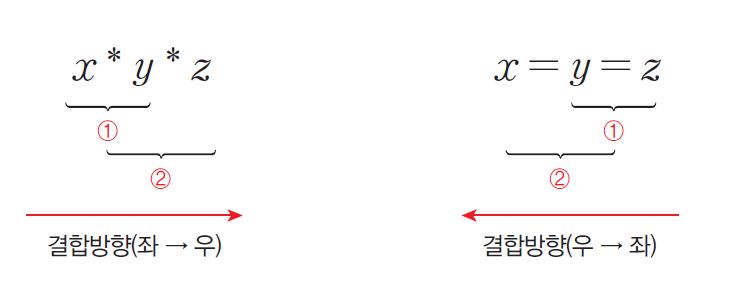 x * y * z
①
②
결합방향(좌 → 우)
x = y = z
①
②
결합방향(우 → 좌)